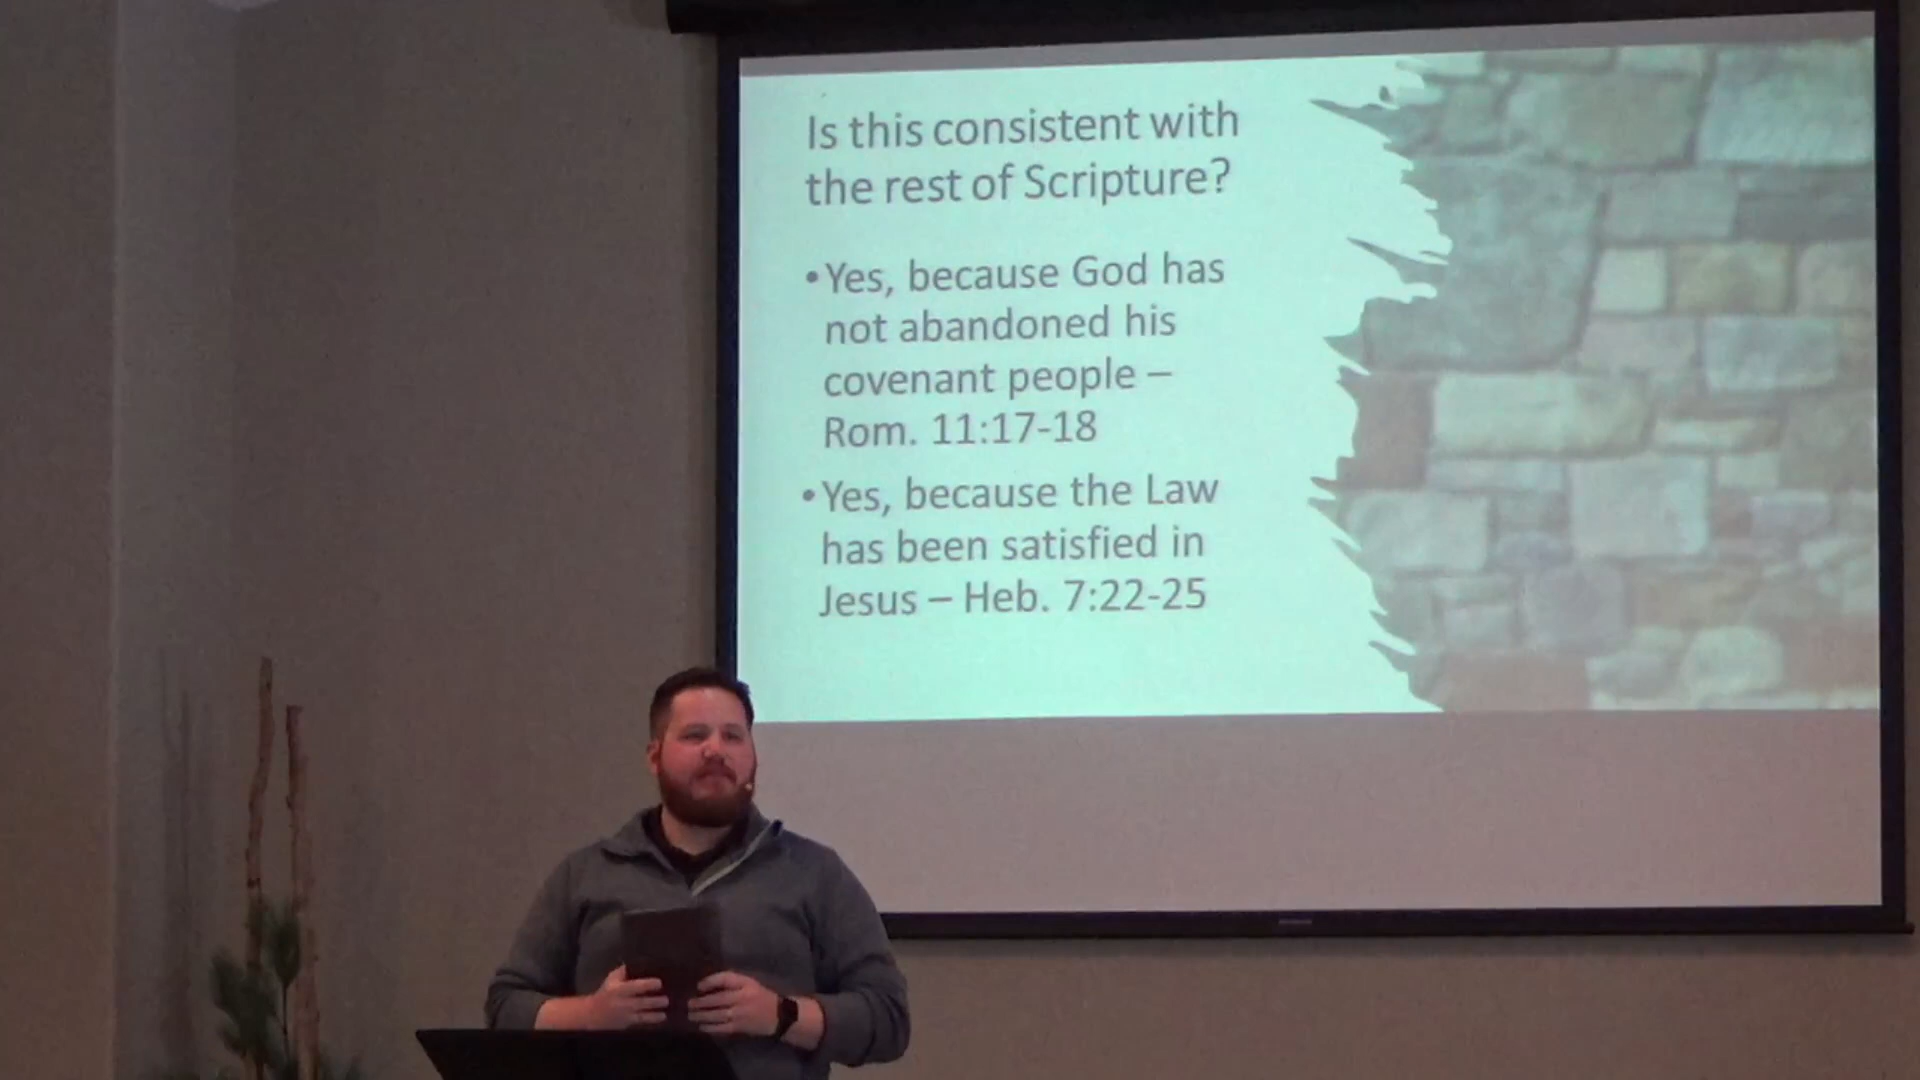 Is this consistent with
the rest of Scripture?
• Yes, because God has
not abandoned his
covenant people –
Rom. 11:17-18
• Yes, because the Law
has been satisfied in
Jesus – Heb. 7:22-25